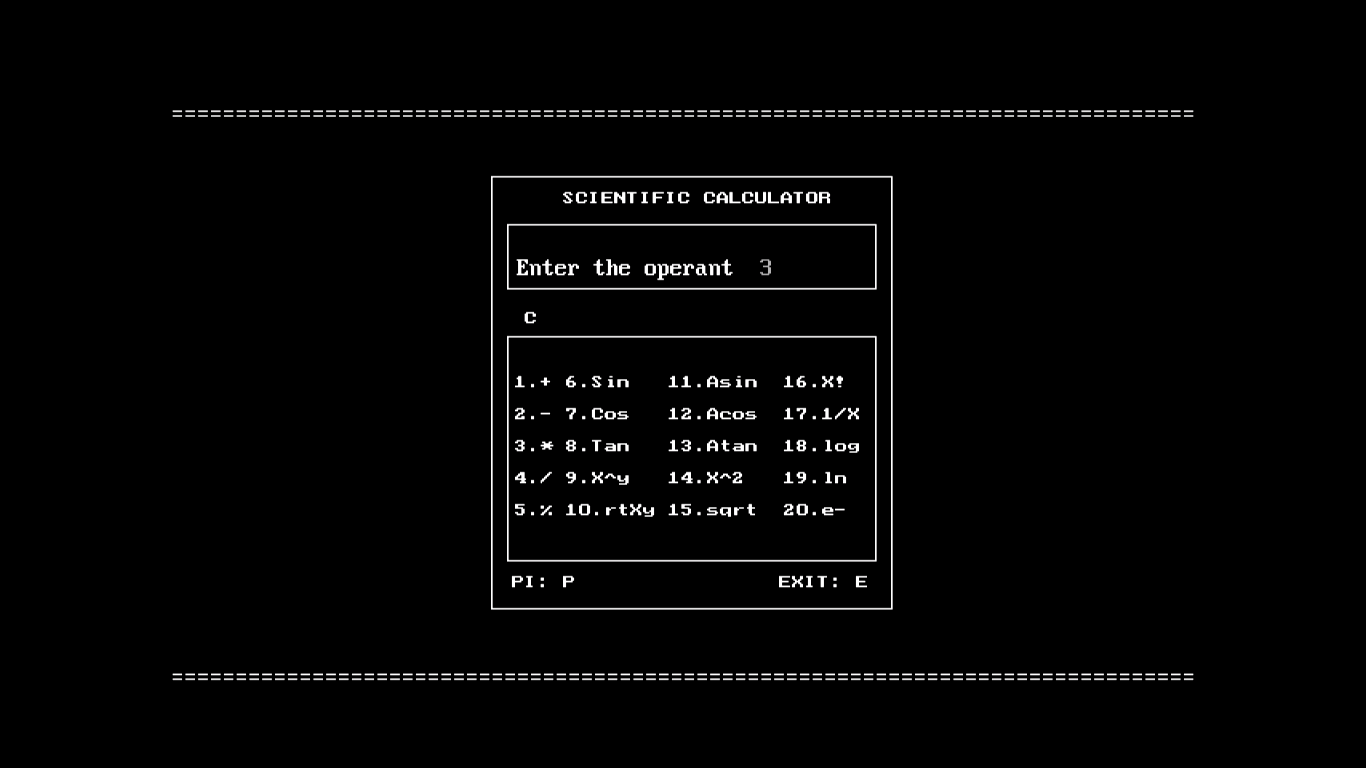 ================================================================================
SCIENTIFIC CALCULATOR
Enter the operant 3
C
1.+ 6.Sin 11.Asin 16.X!
2.- 7.Cos 12.Acos 17.1/X
3.* 8.Tan 13.Atan 18.log
4./ 9.X^y 14.X^2 19.ln
5.% 10.rtXy 15.sqrt 20.e-
PI: P EXIT: E
================================================================================